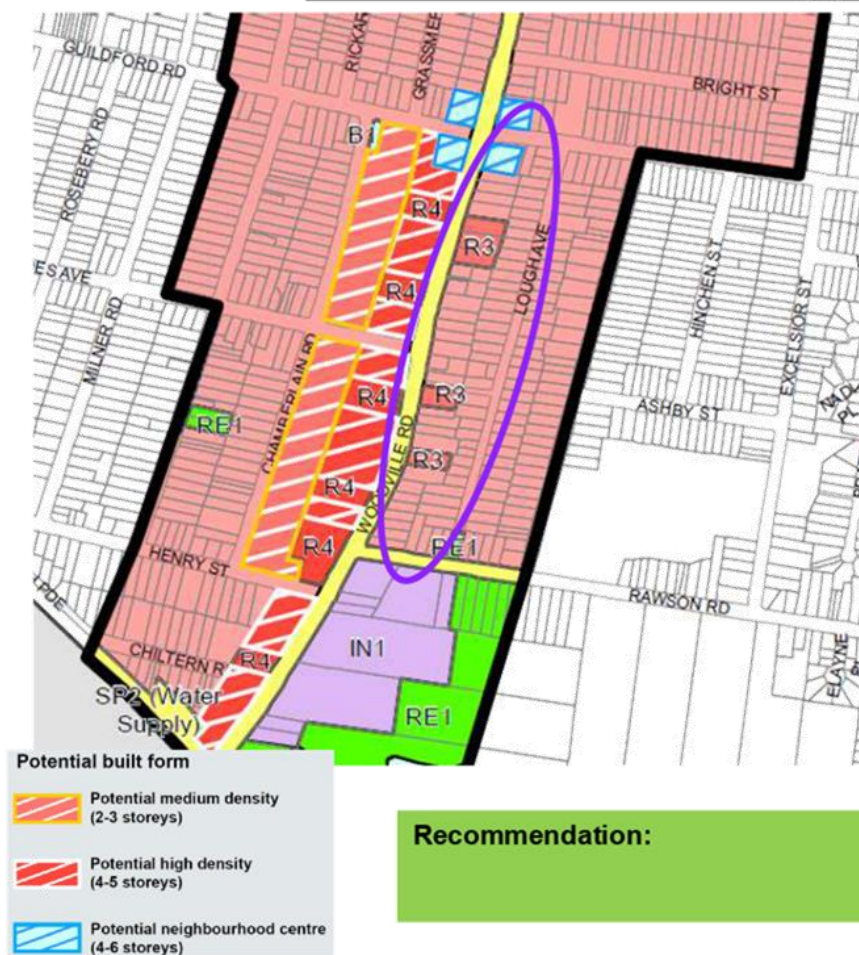 GUILDFORD RD
RICKAR
GRASSMER
BRIGHT ST
ROSEBERY RD
B1
R4
R3
LOUGH AVE
HINCHEN ST
EXCELSIOR ST
ES AVE
R4
MILNER RD
CHAMBERLAIN RD
R4
R3
ASHBY ST
RE1
WOODVILLE RD
R3
R4
R4
RE1
HENRY ST
RAWSON RD
IN1
CHILTERN R
R4
ELAYNE
SP2 (Water
Supply)
RE1
Potential built form
Potential medium density
(2-3 storeys)
Potential high density
(4-5 storeys)
Potential neighbourhood centre
(4-6 storeys)
Recommendation: